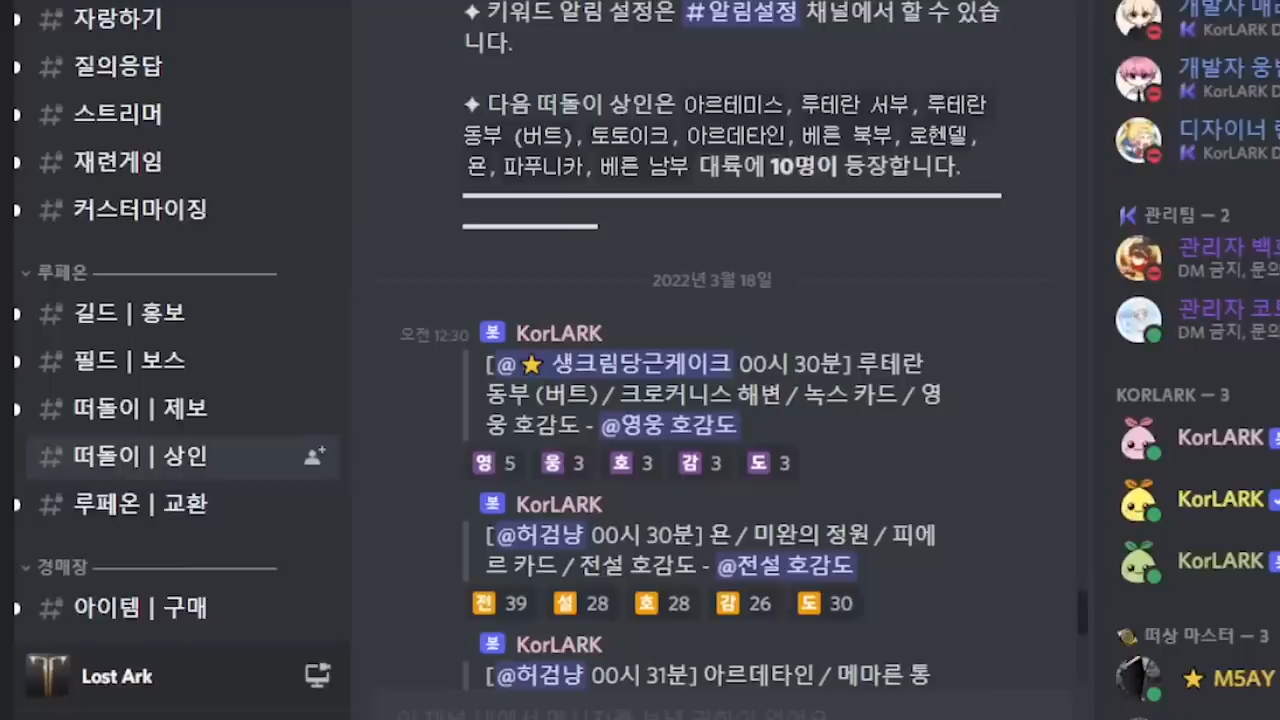 자랑하기
질의응답
스트리머
재련게임
커스터마이징
루페온
길드 | 홍보
필드 | 보스
떠돌이 | 제보
떠돌이 | 상인
루페온 | 교환
경매장
아이템 | 구매
Lost Ark
✦ 키워드 알림 설정은 #알림설정 채널에서 할 수 있습
니다.
✦ 다음 떠돌이 상인은 아르테미스, 루테란 서부, 루테란
동부 (버트), 토토이크, 아르데타인, 베른 북부, 로헨델,
욘, 파푸니카, 베른 남부 대륙에 10명이 등장합니다.
2022년 3월 18일
오전 12:30 봇 KorLARK
[@⭐ 생크림당근케이크 00시 30분] 루테란
동부 (버트) / 크로커니스 해변 / 녹스 카드 / 영
웅 호감도 - @영웅 호감도
영 5 웅 3 호 3 감 3 도 3
봇 KorLARK
[@허검냥 00시 30분] 욘 / 미완의 정원 / 피에
르 카드 / 전설 호감도 - @전설 호감도
전 39 설 28 호 28 감 26 도 30
봇 KorLARK
[@허검냥 00시 31분] 아르데타인 / 메마른 통
개발자
KorLARK D
개발자
KorLARK D
디자이너
KorLARK D
관리팀 — 2
관리자
DM 금지, 문의
관리자
DM 금지, 문의
KORLARK — 3
KorLARK
KorLARK
KorLARK
떠상 마스터 — 3
⭐ M5AY